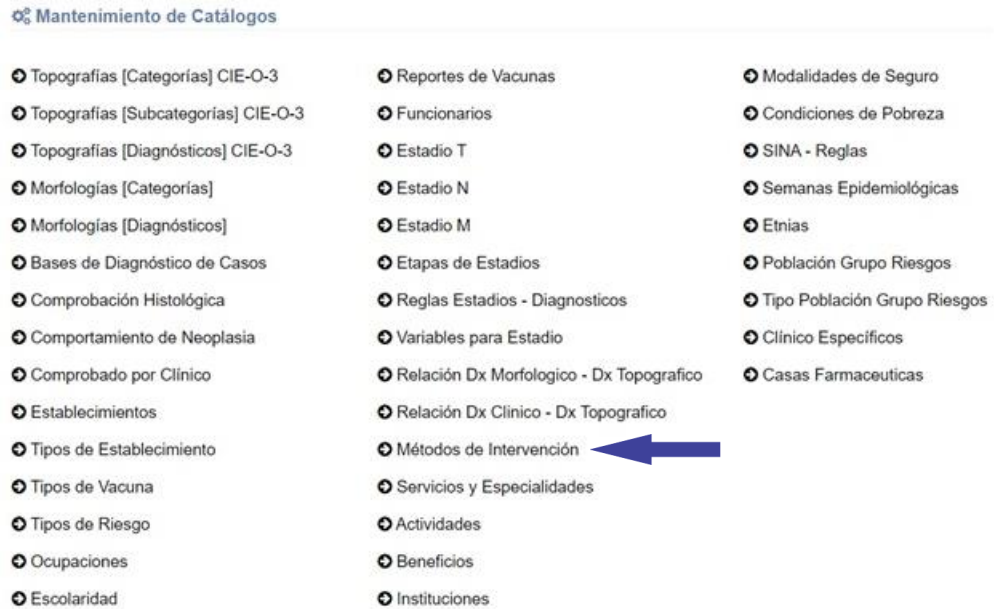 Mantenimiento de Catálogos
Topografías [Categorías] CIE-O-3
Topografías [Subcategorías] CIE-O-3
Topografías [Diagnósticos] CIE-O-3
Morfologías [Categorías]
Morfologías [Diagnósticos]
Bases de Diagnóstico de Casos
Comprobación Histológica
Comportamiento de Neoplasia
Comprobado por Clínico
Establecimientos
Tipos de Establecimiento
Tipos de Vacuna
Tipos de Riesgo
Ocupaciones
Escolaridad
Reportes de Vacunas
Funcionarios
Estadio T
Estadio N
Estadio M
Etapas de Estadios
Reglas Estadios - Diagnosticos
Variables para Estadio
Relación Dx Morfologico - Dx Topografico
Relación Dx Clinico - Dx Topografico
Métodos de Intervención
Servicios y Especialidades
Actividades
Beneficios
Instituciones
Modalidades de Seguro
Condiciones de Pobreza
SINA - Reglas
Semanas Epidemiológicas
Etnias
Población Grupo Riesgos
Tipo Población Grupo Riesgos
Clínico Específicos
Casas Farmaceuticas